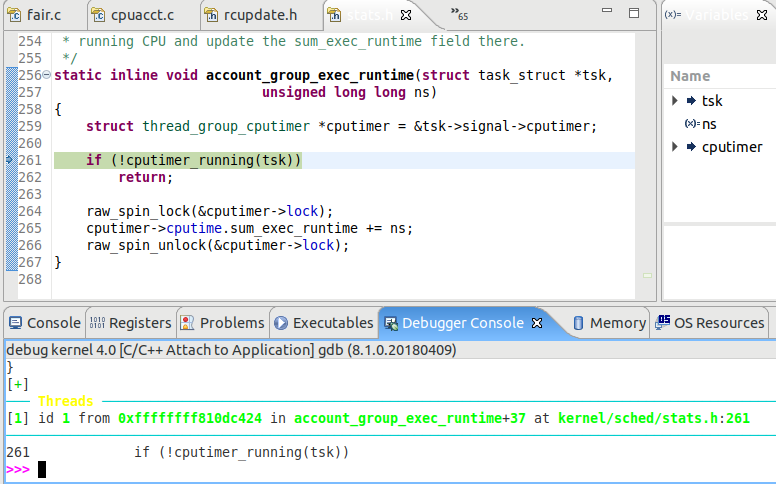 fair.c cpuacct.c rcupdate.h stats.h »65
(x)= Variables
254 * running CPU and update the sum_exec_runtime field there.
255 */
256 static inline void account_group_exec_runtime(struct task_struct *tsk,
257 unsigned long long ns)
258 {
259 struct thread_group_cputimer *cputimer = &tsk->signal->cputimer;
260
261 if (!cputimer_running(tsk))
262 return;
263
264 raw_spin_lock(&cputimer->lock);
265 cputimer->cputime.sum_exec_runtime += ns;
266 raw_spin_unlock(&cputimer->lock);
267 }
268
Name
tsk
(x)= ns
cputimer
Console Registers Problems Executables Debugger Console Memory OS Resources
debug kernel 4.0 [C/C++ Attach to Application] gdb (8.1.0.20180409)
}
[+]
Threads
[1] id 1 from 0xffffffff810dc424 in account_group_exec_runtime+37 at kernel/sched/stats.h:261
261 if (!cputimer_running(tsk))
>>>